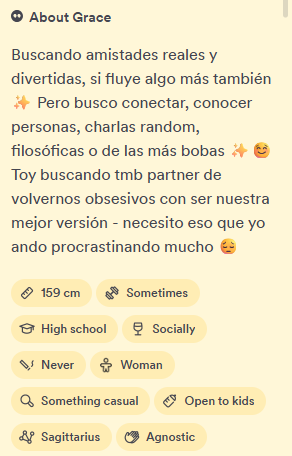 About Grace
Buscando amistades reales y
divertidas, si fluye algo más también
✨ Pero busco conectar, conocer
personas, charlas random,
filosóficas o de las más bobas ✨ 😊
Toy buscando tmb partner de
volvernos obsesivos con ser nuestra
mejor versión - necesito eso que yo
ando procrastinando mucho 😔
159 cm Sometimes
High school Socially
Never Woman
Something casual Open to kids
Sagittarius Agnostic